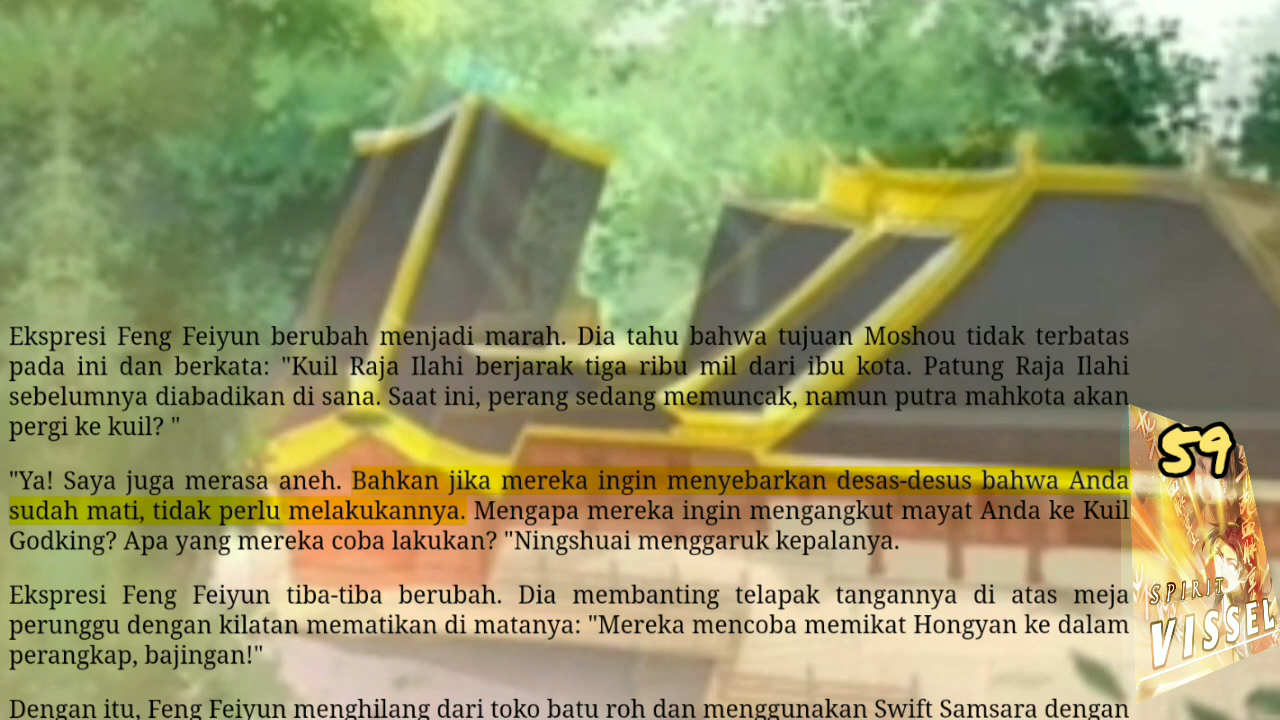 Ekspresi Feng Feiyun berubah menjadi marah. Dia tahu bahwa tujuan Moshou tidak terbatas
pada ini dan berkata: "Kuil Raja Ilahi berjarak tiga ribu mil dari ibu kota. Patung Raja Ilahi
sebelumnya diabadikan di sana. Saat ini, perang sedang memuncak, namun putra mahkota akan
pergi ke kuil? "
"Ya! Saya juga merasa aneh. Bahkan jika mereka ingin menyebarkan desas-desus bahwa Anda
sudah mati, tidak perlu melakukannya. Mengapa mereka ingin mengangkut mayat Anda ke Kuil
Godking? Apa yang mereka coba lakukan? "Ningshuai menggaruk kepalanya.
Ekspresi Feng Feiyun tiba-tiba berubah. Dia membanting telapak tangannya di atas meja
perunggu dengan kilatan mematikan di matanya: "Mereka mencoba memikat Hongyan ke dalam
perangkap, bajingan!"
Dengan itu, Feng Feiyun menghilang dari toko batu roh dan menggunakan Swift Samsara dengan
59
SPIRIT
VISSEL